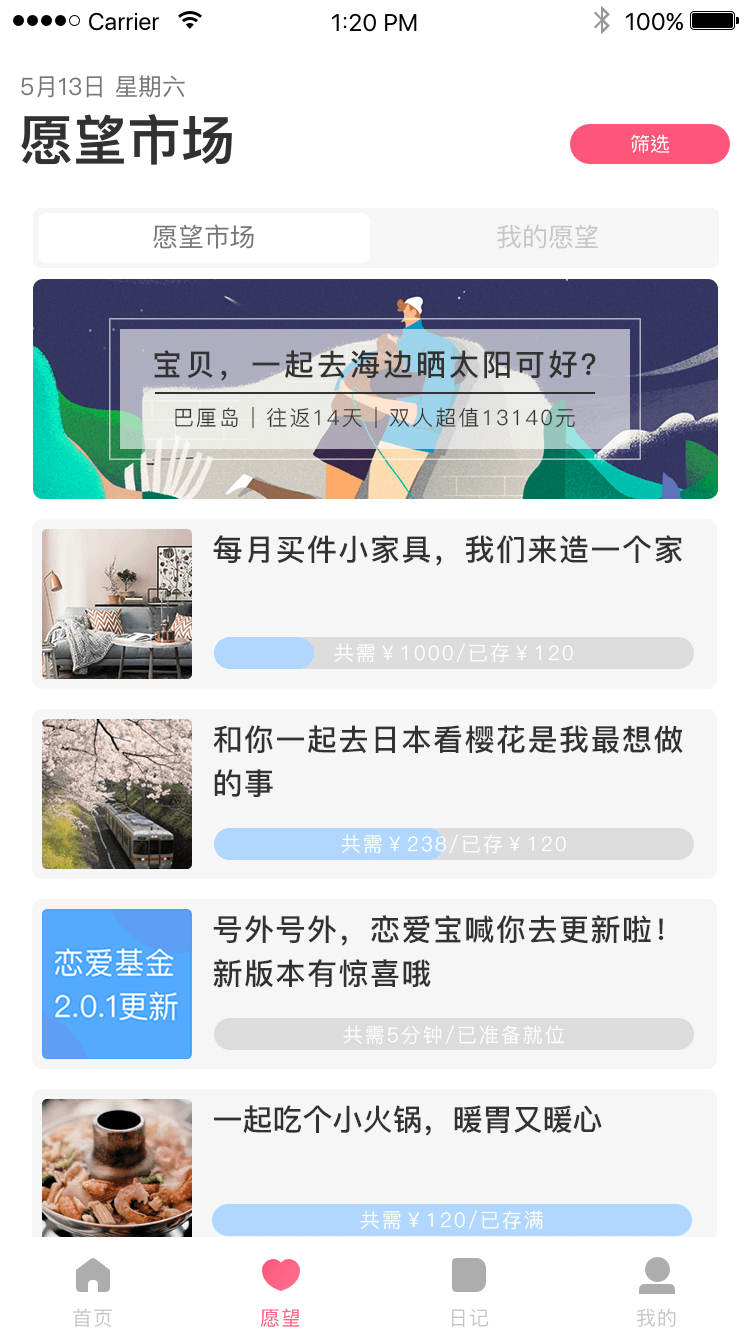 Carrier 1:20 PM 100%
5月13日 星期六
愿望市场
筛选
愿望市场 我的愿望
宝贝，一起去海边晒太阳可好?
巴厘岛｜往返14天｜双人超值13140元
每月买件小家具，我们来造一个家
共需￥1000/已存￥120
和你一起去日本看樱花是我最想做
的事
共需￥238/已存￥120
恋爱基金
2.0.1更新
号外号外，恋爱宝喊你去更新啦！
新版本有惊喜哦
共需5分钟/已准备就位
一起吃个小火锅，暖胃又暖心
共需￥120/已存满
首页 愿望 日记 我的